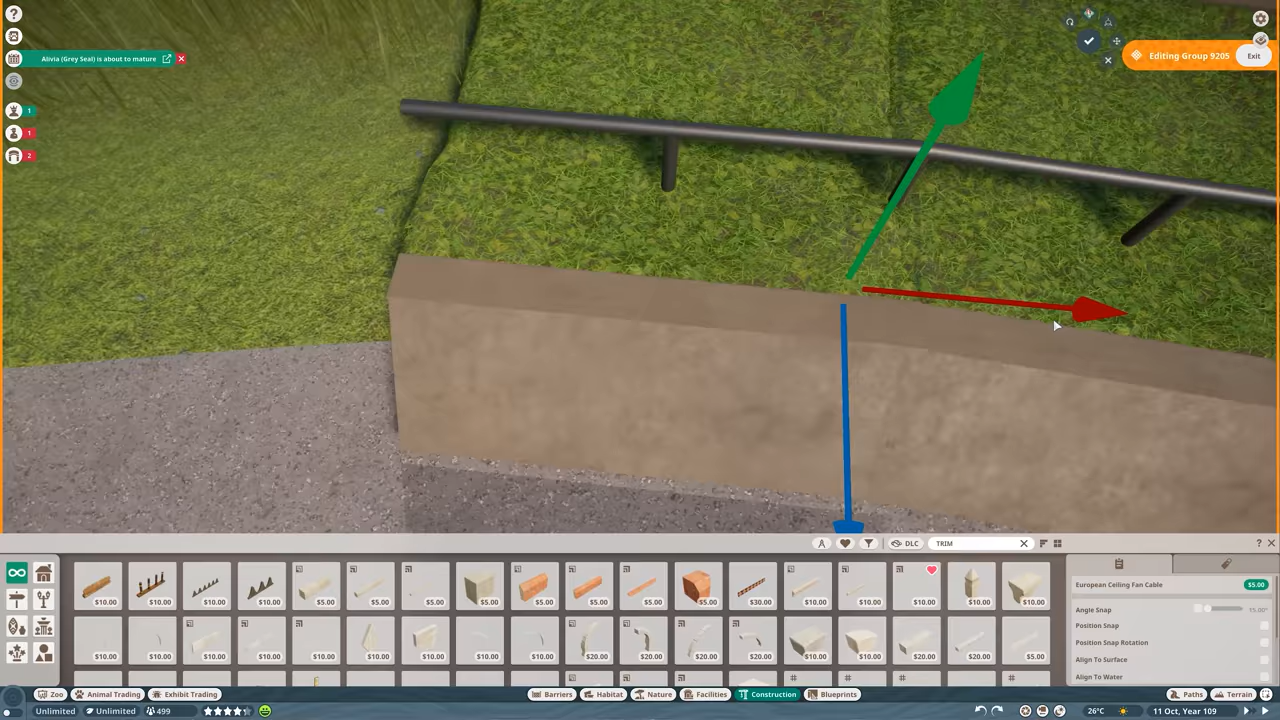 ?
Alivia (Grey Seal) is about to mature
1
1
2
Editing Group 9205
Exit
DLC
TRIM
?
$10.00 $10.00 $10.00 $10.00 $5.00 $5.00 $5.00 $5.00 $5.00 $5.00 $5.00 $5.00 $30.00 $10.00 $10.00 $10.00 $10.00 $10.00
$10.00 $10.00 $10.00 $10.00 $10.00 $10.00 $10.00 $10.00 $10.00 $20.00 $20.00 $20.00 $20.00 $10.00 $10.00 $20.00 $20.00 $5.00
European Ceiling Fan Cable $5.00
Angle Snap 15.00°
Position Snap
Position Snap Rotation
Align To Surface
Align To Water
Zoo Animal Trading Exhibit Trading Barriers Habitat Nature Facilities Construction Blueprints Paths Terrain
Unlimited Unlimited 499 26°C 11 Oct, Year 109